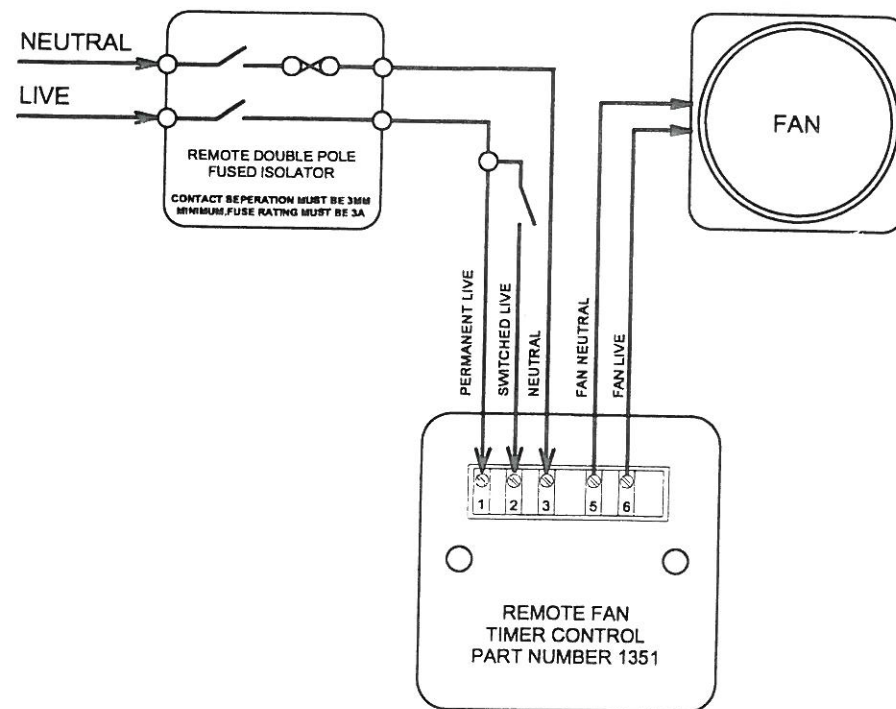 NEUTRAL
LIVE
REMOTE DOUBLE POLE
FUSED ISOLATOR
CONTACT SEPERATION MUST BE 3MM
MINIMUM,FUSE RATING MUST BE 3A
FAN
PERMANENT LIVE
SWITCHED LIVE
NEUTRAL
FAN NEUTRAL
FAN LIVE
1 2 3 5 6
REMOTE FAN
TIMER CONTROL
PART NUMBER 1351